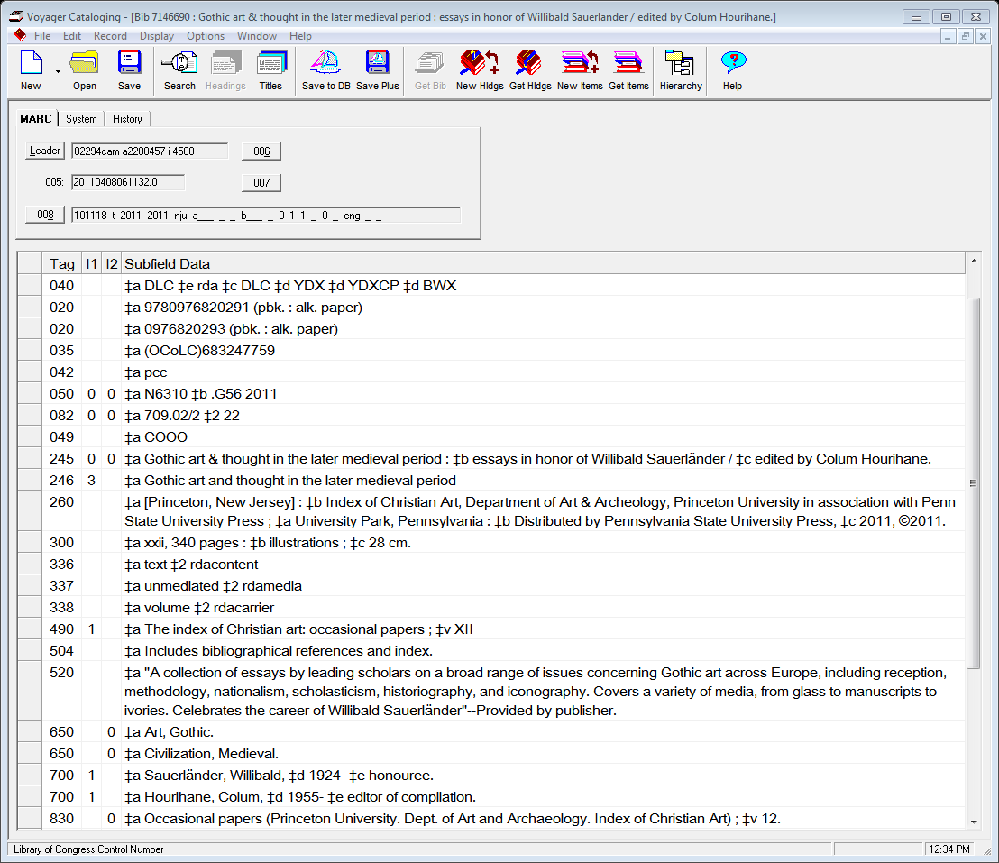 Voyager Cataloging - [Bib 7146690 : Gothic art & thought in the later medieval period : essays in honor of Willibald Sauerländer / edited by Colum Hourihane.]
File Edit Record Display Options Window Help
New Open Save Search Headings Titles Save to DB Save Plus Get Bib New Hldgs Get Hldgs New Items Get Items Hierarchy Help
MARC System History
Leader 02294cam a2200457 i 4500 006
005: 20110408061132.0 007
008 101118 t 2011 2011 nju a___ _ _ b___ _ 0 1 1 _ 0 _ eng _ _
Tag I1 I2 Subfield Data
040 ‡a DLC ‡e rda ‡c DLC ‡d YDX ‡d YDXCP ‡d BWX
020 ‡a 9780976820291 (pbk. : alk. paper)
020 ‡a 0976820293 (pbk. : alk. paper)
035 ‡a (OCoLC)683247759
042 ‡a pcc
050 0 0 ‡a N6310 ‡b .G56 2011
082 0 0 ‡a 709.02/2 ‡2 22
049 ‡a COOO
245 0 0 ‡a Gothic art & thought in the later medieval period : ‡b essays in honor of Willibald Sauerländer / ‡c edited by Colum Hourihane.
246 3 ‡a Gothic art and thought in the later medieval period
260 ‡a [Princeton, New Jersey] : ‡b Index of Christian Art, Department of Art & Archeology, Princeton University in association with Penn
State University Press ; ‡a University Park, Pennsylvania : ‡b Distributed by Pennsylvania State University Press, ‡c 2011, ©2011.
300 ‡a xxii, 340 pages : ‡b illustrations ; ‡c 28 cm.
336 ‡a text ‡2 rdacontent
337 ‡a unmediated ‡2 rdamedia
338 ‡a volume ‡2 rdacarrier
490 1 ‡a The index of Christian art: occasional papers ; ‡v XII
504 ‡a Includes bibliographical references and index.
520 ‡a "A collection of essays by leading scholars on a broad range of issues concerning Gothic art across Europe, including reception,
methodology, nationalism, scholasticism, historiography, and iconography. Covers a variety of media, from glass to manuscripts to
ivories. Celebrates the career of Willibald Sauerländer"--Provided by publisher.
650 0 ‡a Art, Gothic.
650 0 ‡a Civilization, Medieval.
700 1 ‡a Sauerländer, Willibald, ‡d 1924- ‡e honouree.
700 1 ‡a Hourihane, Colum, ‡d 1955- ‡e editor of compilation.
830 0 ‡a Occasional papers (Princeton University. Dept. of Art and Archaeology. Index of Christian Art) ; ‡v 12.
Library of Congress Control Number 12:34 PM